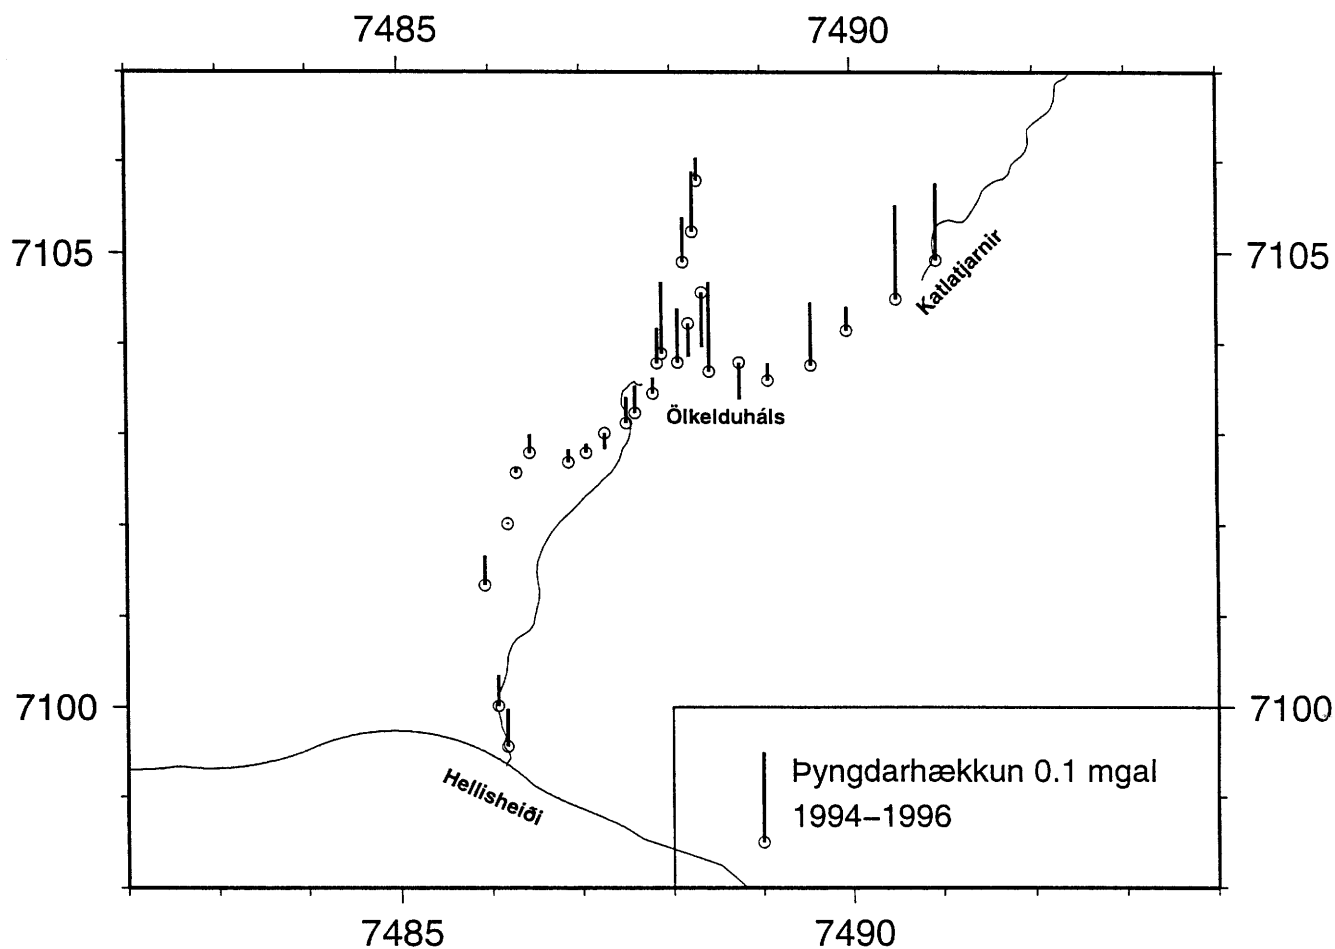 7485 7490
7105 7105
Katlatjarnir
Ölkelduháls
7100 7100
Hellisheiði
Þyngdarhækkun 0.1 mgal
1994–1996
7485 7490